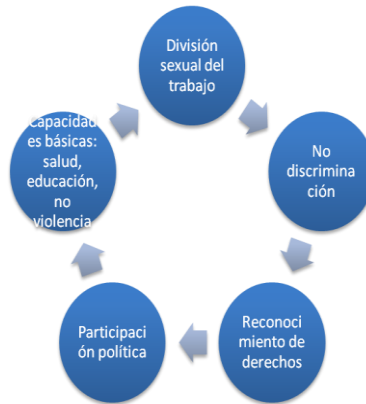 División
sexual del
trabajo
No
discrimina
ción
Reconoci
miento de
derechos
Participaci
ón política
Capacidad
es básicas:
salud,
educación,
no
violencia